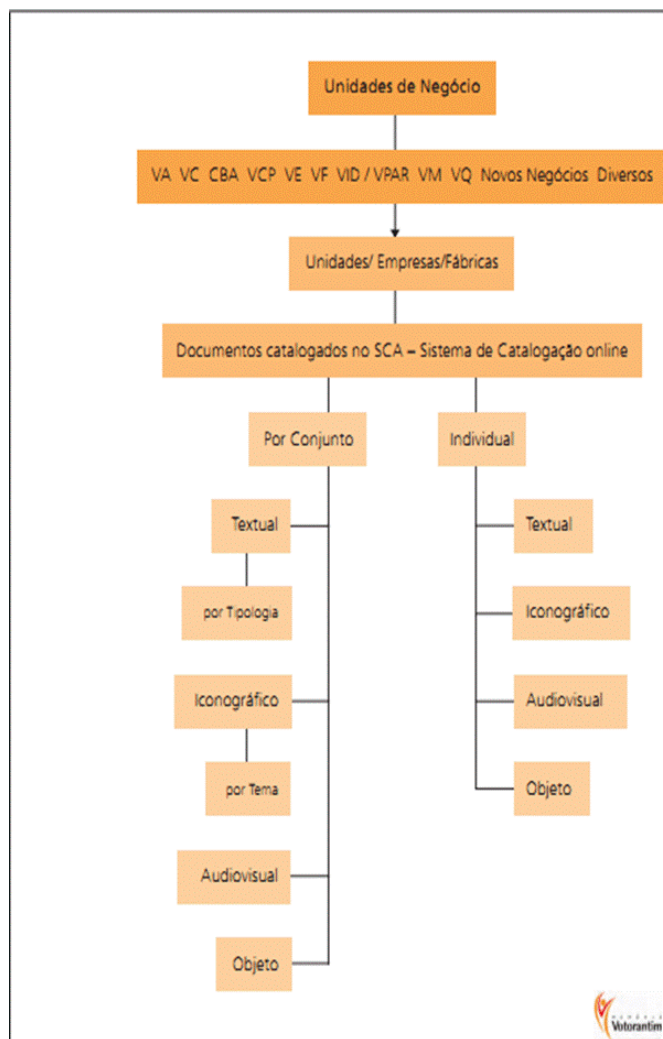 Unidades de Negócio
VA VC CBA VCP VE VF VID / VPAR VM VQ Novos Negócios Diversos
Unidades/ Empresas/Fábricas
Documentos catalogados no SCA – Sistema de Catalogação online
Por Conjunto
Individual
Textual
por Tipologia
Iconográfico
por Tema
Audiovisual
Objeto
Textual
Iconográfico
Audiovisual
Objeto
Votorantim